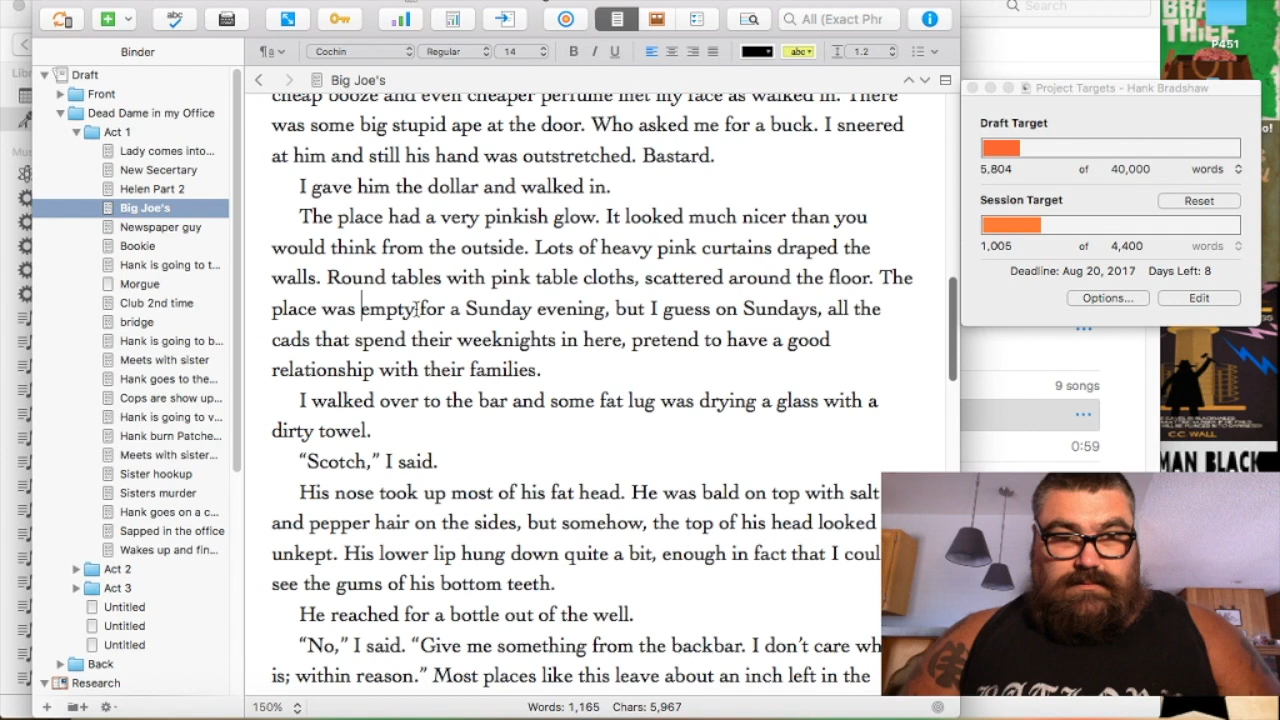 All (Exact Phr
Search
THIEF
P451
Binder
Cochin
Regular
14
B I U
abc
1.2
Big Joe's
Project Targets - Hank Bradshaw
Draft
Front
Dead Dame in my Office
Act 1
Lady comes into...
New Secertary
Helen Part 2
Big Joe's
Newspaper guy
Bookie
Hank is going to t...
Morgue
Club 2nd time
bridge
Hank is going to b...
Meets with sister
Hank goes to the...
Cops are show up...
Hank is going to v...
Hank burn Patche...
Meets with sister...
Sister hookup
Sisters murder
Hank goes on a c...
Sapped in the office
Wakes up and fin...
Act 2
Act 3
Untitled
Untitled
Untitled
Back
Research
cheap booze and even cheaper perfume met my face as walked in. There
was some big stupid ape at the door. Who asked me for a buck. I sneered
at him and still his hand was outstretched. Bastard.
I gave him the dollar and walked in.
The place had a very pinkish glow. It looked much nicer than you
would think from the outside. Lots of heavy pink curtains draped the
walls. Round tables with pink table cloths, scattered around the floor. The
place was empty for a Sunday evening, but I guess on Sundays, all the
cads that spend their weeknights in here, pretend to have a good
relationship with their families.
I walked over to the bar and some fat lug was drying a glass with a
dirty towel.
“Scotch,” I said.
His nose took up most of his fat head. He was bald on top with salt
and pepper hair on the sides, but somehow, the top of his head looked
unkept. His lower lip hung down quite a bit, enough in fact that I coul
see the gums of his bottom teeth.
He reached for a bottle out of the well.
“No,” I said. “Give me something from the backbar. I don’t care wh
is; within reason.” Most places like this leave about an inch left in the
Draft Target
5,804 of 40,000 words
Session Target
Reset
1,005 of 4,400 words
Deadline: Aug 20, 2017 Days Left: 8
Options...
Edit
9 songs
0:59
C.C. WALL
MAN BLACK
150%
Words: 1,165 Chars: 5,967